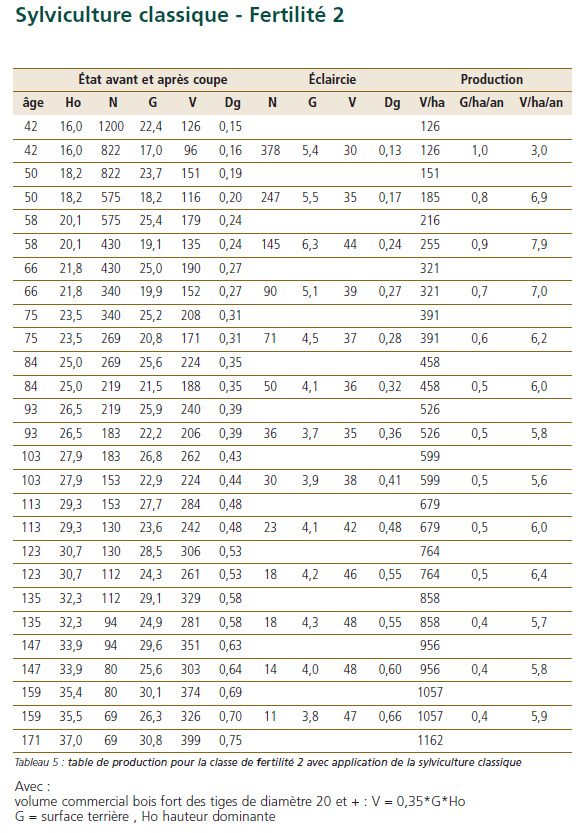 Sylviculture classique - Fertilité 2
État avant et après coupe Éclaircie Production
âge Ho N G V Dg N G V Dg V/ha G/ha/an V/ha/an
42 16,0 1200 22,4 126 0,15 126
42 16,0 822 17,0 96 0,16 378 5,4 30 0,13 126 1,0 3,0
50 18,2 822 23,7 151 0,19 151
50 18,2 575 18,2 116 0,20 247 5,5 35 0,17 185 0,8 6,9
58 20,1 575 25,4 179 0,24 216
58 20,1 430 19,1 135 0,24 145 6,3 44 0,24 255 0,9 7,9
66 21,8 430 25,0 190 0,27 321
66 21,8 340 19,9 152 0,27 90 5,1 39 0,27 321 0,7 7,0
75 23,5 340 25,2 208 0,31 391
75 23,5 269 20,8 171 0,31 71 4,5 37 0,28 391 0,6 6,2
84 25,0 269 25,6 224 0,35 458
84 25,0 219 21,5 188 0,35 50 4,1 36 0,32 458 0,5 6,0
93 26,5 219 25,9 240 0,39 526
93 26,5 183 22,2 206 0,39 36 3,7 35 0,36 526 0,5 5,8
103 27,9 183 26,8 262 0,43 599
103 27,9 153 22,9 224 0,44 30 3,9 38 0,41 599 0,5 5,6
113 29,3 153 27,7 284 0,48 679
113 29,3 130 23,6 242 0,48 23 4,1 42 0,48 679 0,5 6,0
123 30,7 130 28,5 306 0,53 764
123 30,7 112 24,3 261 0,53 18 4,2 46 0,55 764 0,5 6,4
135 32,3 112 29,1 329 0,58 858
135 32,3 94 24,9 281 0,58 18 4,3 48 0,55 858 0,4 5,7
147 33,9 94 29,6 351 0,63 956
147 33,9 80 25,6 303 0,64 14 4,0 48 0,60 956 0,4 5,8
159 35,4 80 30,1 374 0,69 1057
159 35,5 69 26,3 326 0,70 11 3,8 47 0,66 1057 0,4 5,9
171 37,0 69 30,8 399 0,75 1162
Tableau 5 : table de production pour la classe de fertilité 2 avec application de la sylviculture classique
Avec :
volume commercial bois fort des tiges de diamètre 20 et + : V = 0,35*G*Ho
G = surface terrière , Ho hauteur dominante